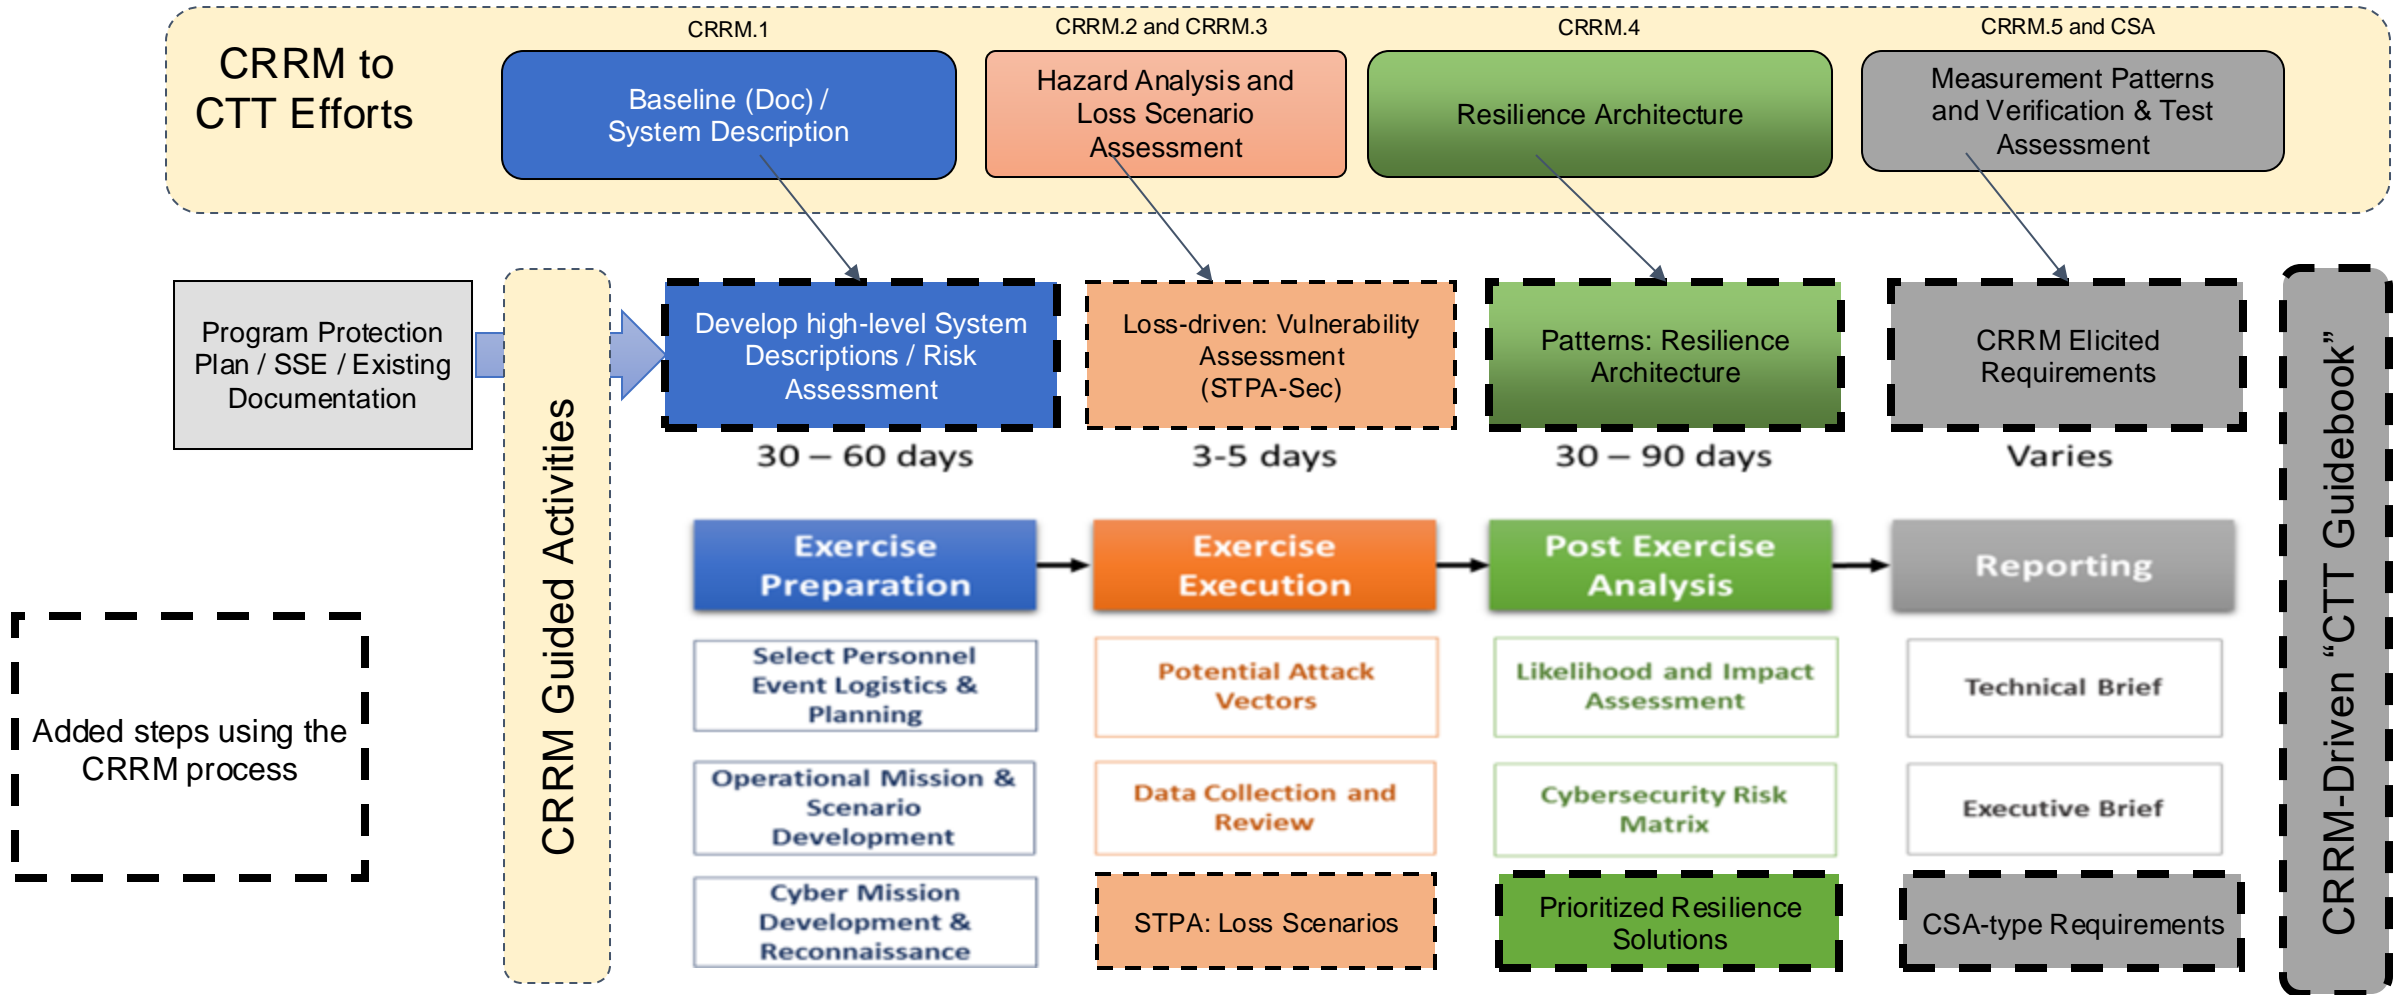 CRRM to
CTT Efforts
CRRM.1
Baseline (Doc) /
System Description
CRRM.2 and CRRM.3
Hazard Analysis and
Loss Scenario
Assessment
CRRM.4
Resilience Architecture
CRRM.5 and CSA
Measurement Patterns
and Verification & Test
Assessment
Program Protection
Plan / SSE / Existing
Documentation
CRRM Guided Activities
Develop high-level System
Descriptions / Risk
Assessment
30 – 60 days
Loss-driven: Vulnerability
Assessment
(STPA-Sec)
3-5 days
Patterns: Resilience
Architecture
30 – 90 days
CRRM Elicited
Requirements
Varies
Exercise
Preparation
Exercise
Execution
Post Exercise
Analysis
Reporting
Select Personnel
Event Logistics &
Planning
Potential Attack
Vectors
Likelihood and Impact
Assessment
Technical Brief
Operational Mission &
Scenario
Development
Data Collection and
Review
Cybersecurity Risk
Matrix
Executive Brief
Cyber Mission
Development &
Reconnaissance
STPA: Loss Scenarios
Prioritized Resilience
Solutions
CSA-type Requirements
Added steps using the
CRRM process
CRRM-Driven “CTT Guidebook”